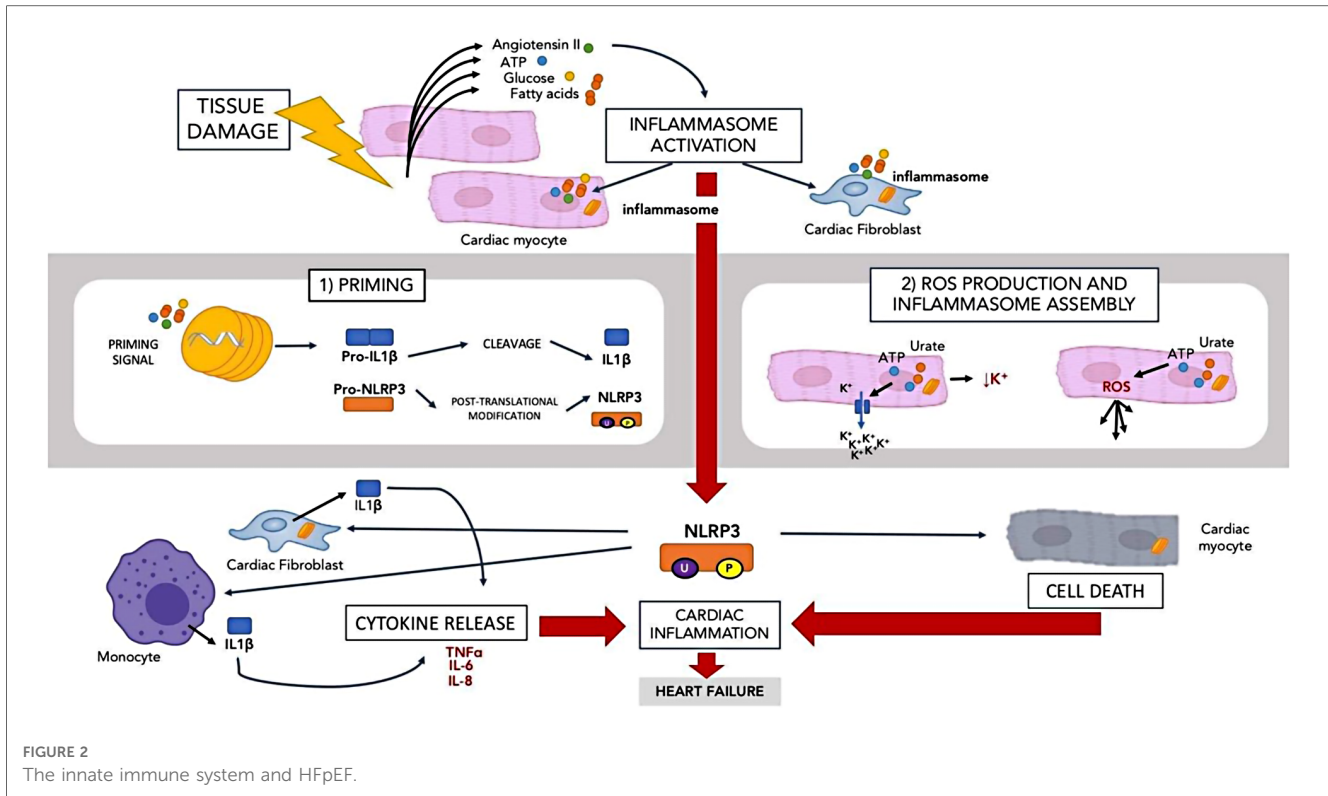 Angiotensin II
ATP
Glucose
Fatty acids
TISSUE
DAMAGE
INFLAMMASOME
ACTIVATION
inflammasome
Cardiac myocyte
inflammasome
Cardiac Fibroblast
1) PRIMING
PRIMING
SIGNAL
Pro-IL1β
CLEAVAGE
IL1β
Pro-NLRP3
POST-TRANSLATIONAL
MODIFICATION
NLRP3
U P
2) ROS PRODUCTION AND
INFLAMMASOME ASSEMBLY
Urate
ATP
K⁺
↓K⁺
K⁺
K⁺K⁺
K⁺K⁺K⁺
Urate
ATP
ROS
IL1β
Cardiac Fibroblast
Monocyte
IL1β
NLRP3
U P
Cardiac
myocyte
CELL DEATH
CYTOKINE RELEASE
TNFα
IL-6
IL-8
CARDIAC
INFLAMMATION
HEART FAILURE
FIGURE 2
The innate immune system and HFpEF.